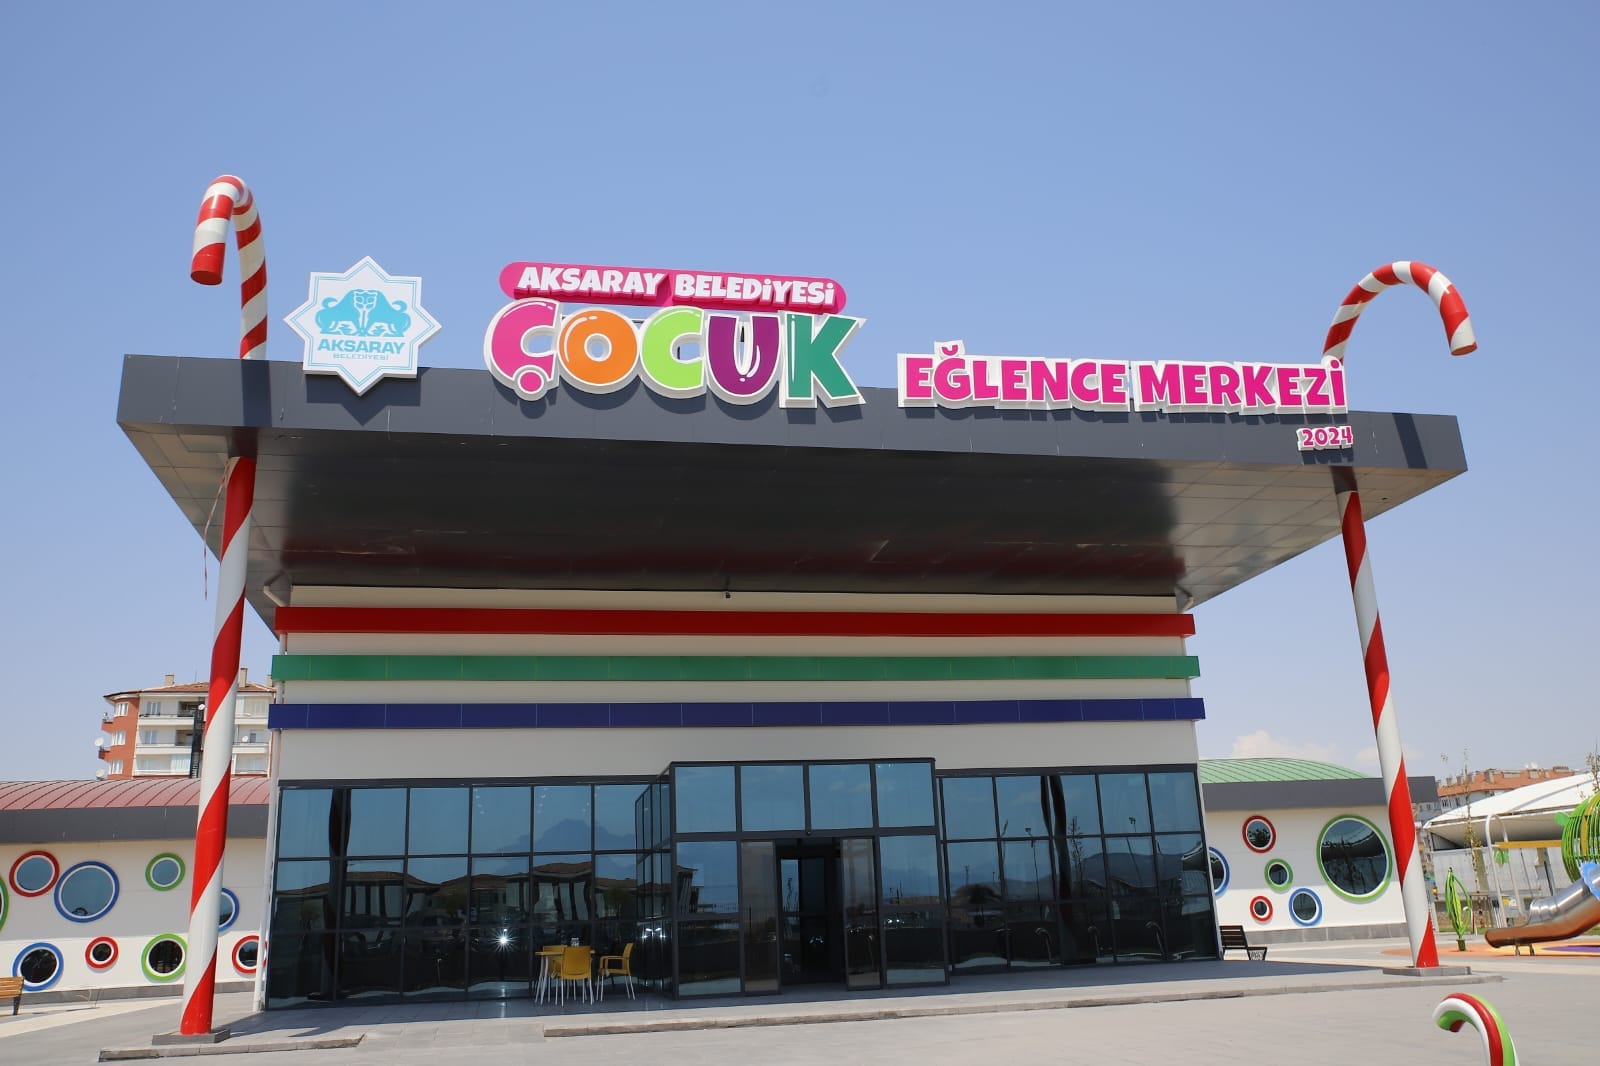 AKSARAY
BELEDİYESİ
AKSARAY BELEDİYESİ
ÇOCUK
EĞLENCE MERKEZİ
2024